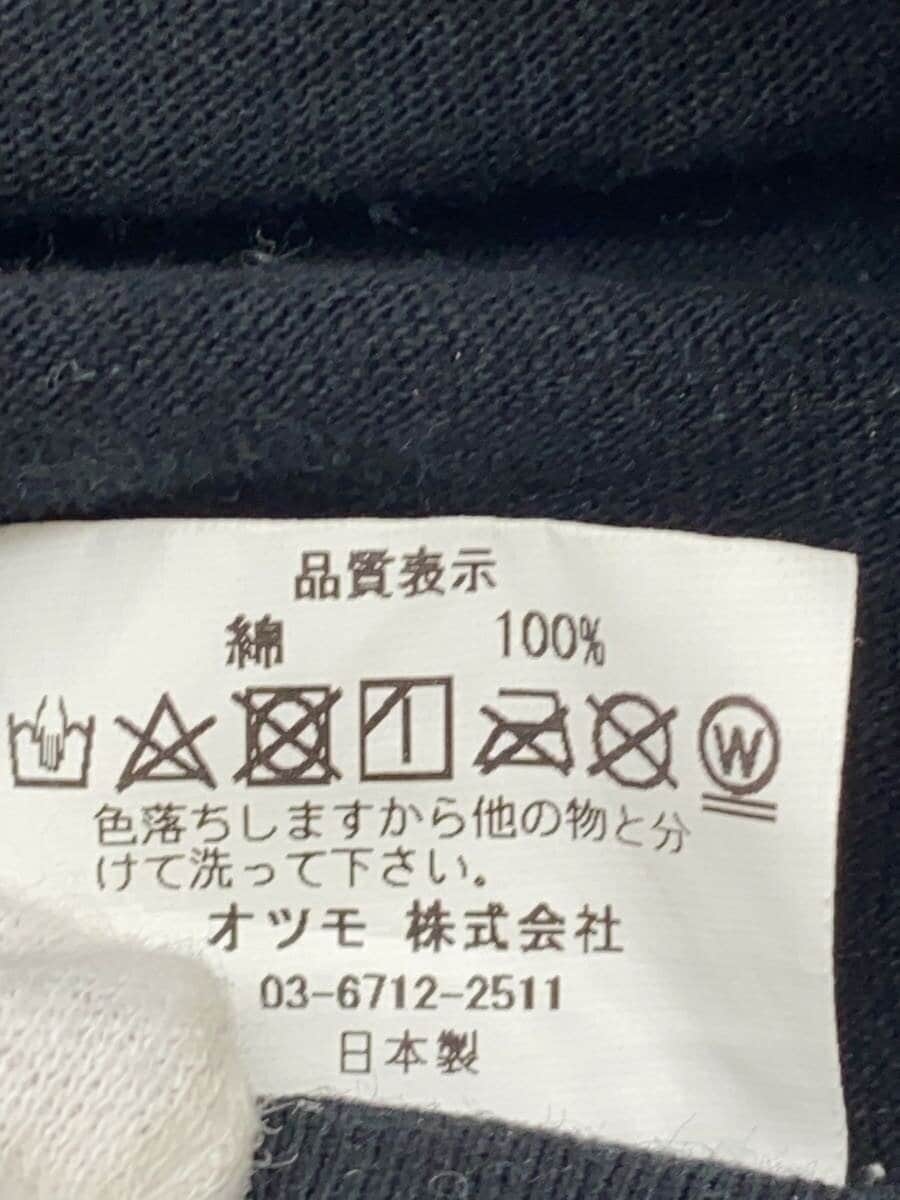 品質表示
綿 100%
W
色落ちしますから他の物と分
けて洗って下さい。
オツモ 株式会社
03-6712-2511
日本製